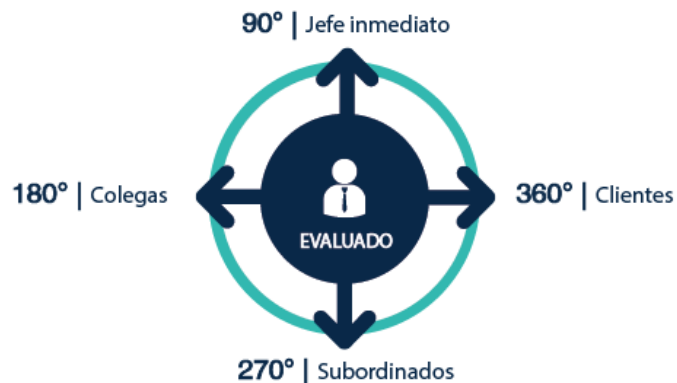 90° | Jefe inmediato
180° | Colegas
360° | Clientes
EVALUADO
270° | Subordinados